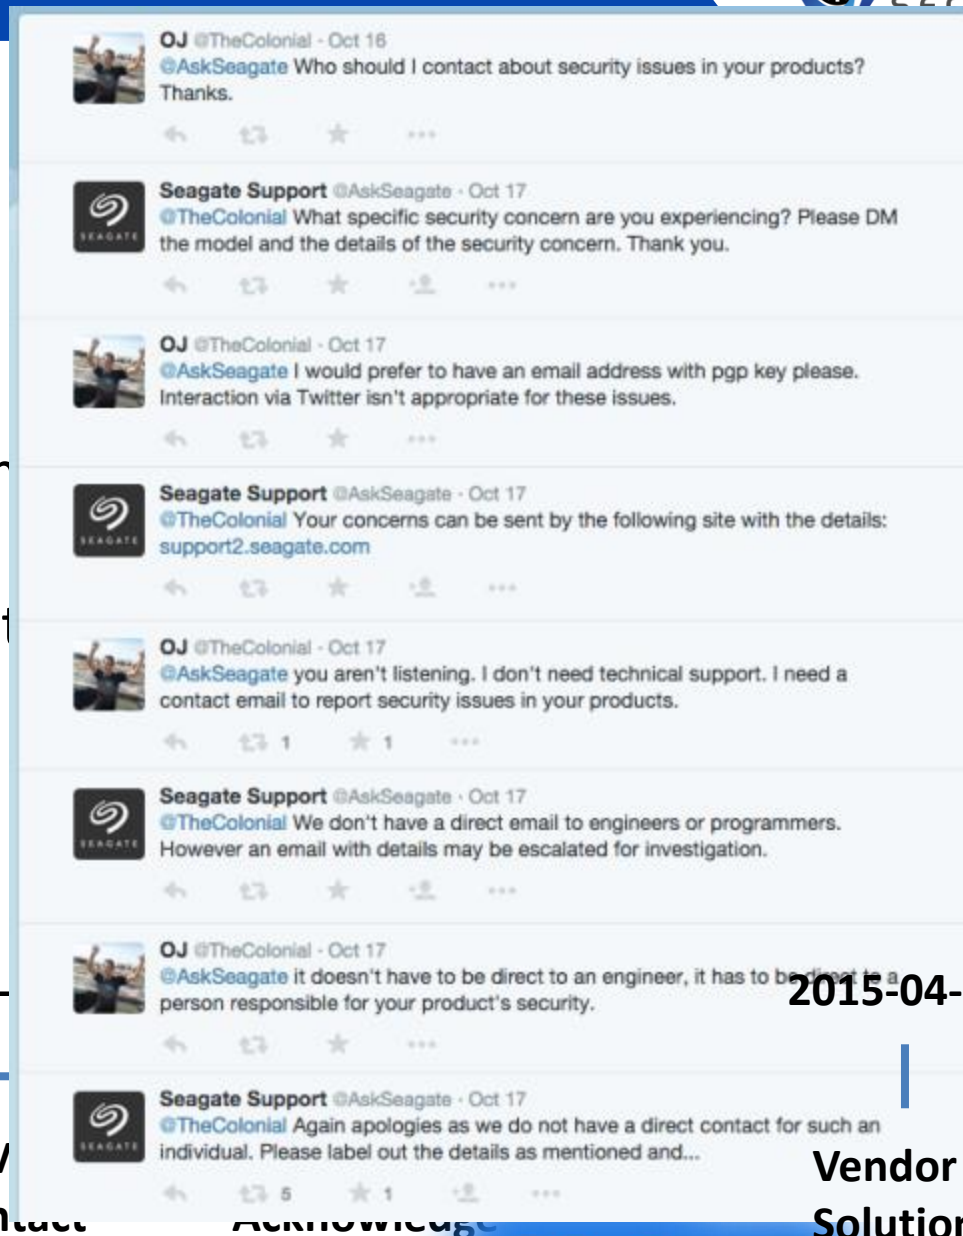 OJ @TheColonial · Oct 16
@AskSeagate Who should I contact about security issues in your products?
Thanks.
Seagate Support @AskSeagate · Oct 17
@TheColonial What specific security concern are you experiencing? Please DM
the model and the details of the security concern. Thank you.
SEAGATE
OJ @TheColonial · Oct 17
@AskSeagate I would prefer to have an email address with pgp key please.
Interaction via Twitter isn't appropriate for these issues.
Seagate Support @AskSeagate · Oct 17
@TheColonial Your concerns can be sent by the following site with the details:
support2.seagate.com
SEAGATE
OJ @TheColonial · Oct 17
@AskSeagate you aren't listening. I don't need technical support. I need a
contact email to report security issues in your products.
1 1
Seagate Support @AskSeagate · Oct 17
@TheColonial We don't have a direct email to engineers or programmers.
However an email with details may be escalated for investigation.
SEAGATE
OJ @TheColonial · Oct 17
@AskSeagate it doesn't have to be direct to an engineer, it has to be direct to a
person responsible for your product's security.
2015-04-
Seagate Support @AskSeagate · Oct 17
@TheColonial Again apologies as we do not have a direct contact for such an
individual. Please label out the details as mentioned and...
SEAGATE
5 1
Vendor
Solution
Acknowledge